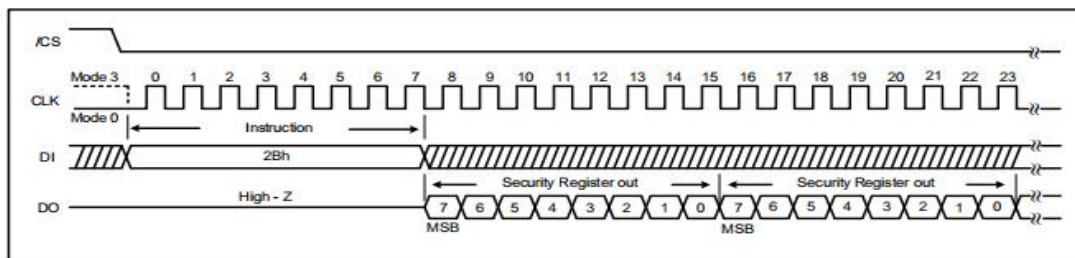 /CS
Mode 3 0 1 2 3 4 5 6 7 8 9 10 11 12 13 14 15 16 17 18 19 20 21 22 23
CLK
Mode 0
Instruction
DI 2Bh
Security Register out Security Register out
High - Z
DO 7 6 5 4 3 2 1 0 7 6 5 4 3 2 1 0
MSB MSB